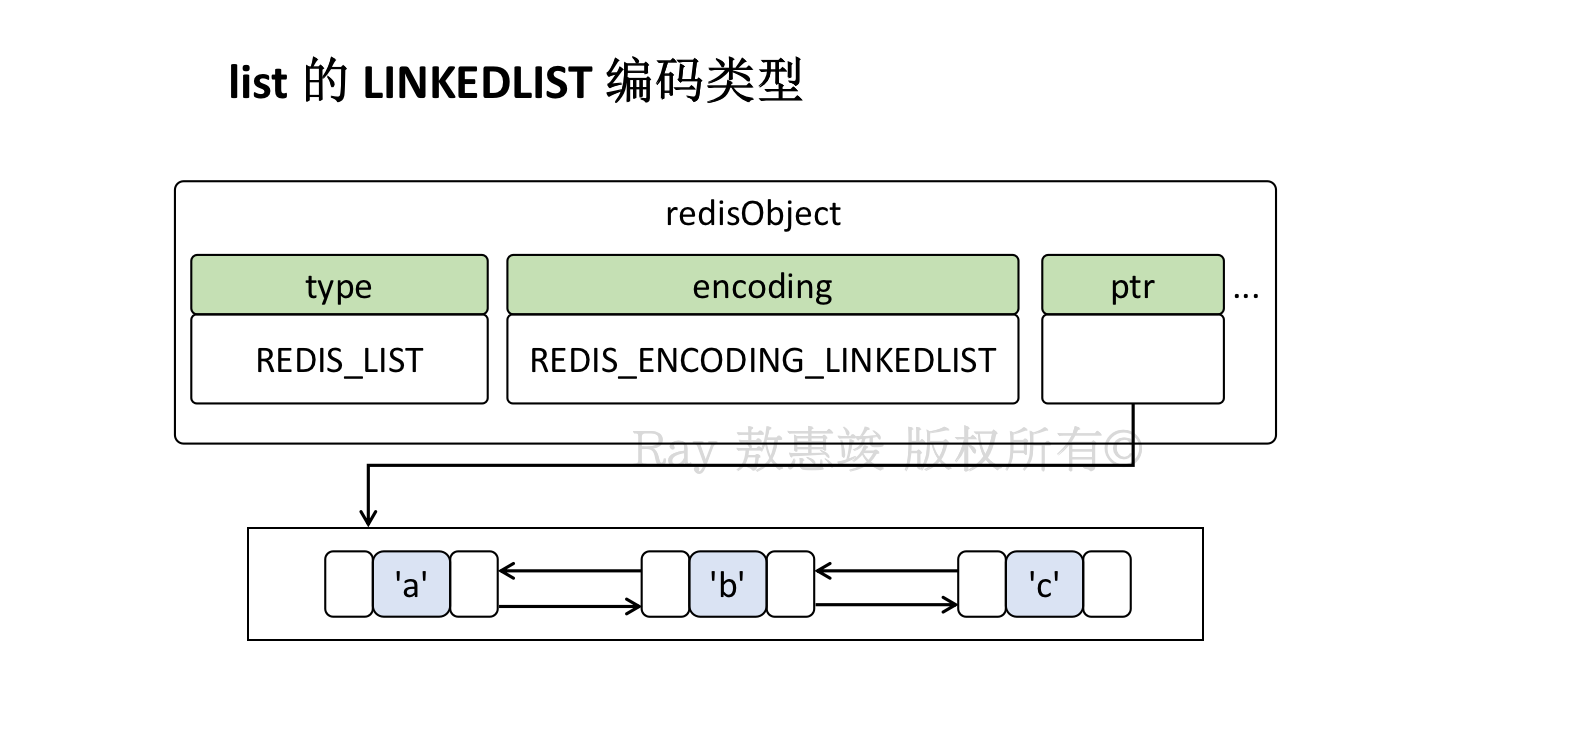 list 的 LINKEDLIST 编码类型
redisObject
type
encoding
ptr
...
REDIS_LIST
REDIS_ENCODING_LINKEDLIST
Ray 敖惠竣 版权所有©
'a'
'b'
'c'